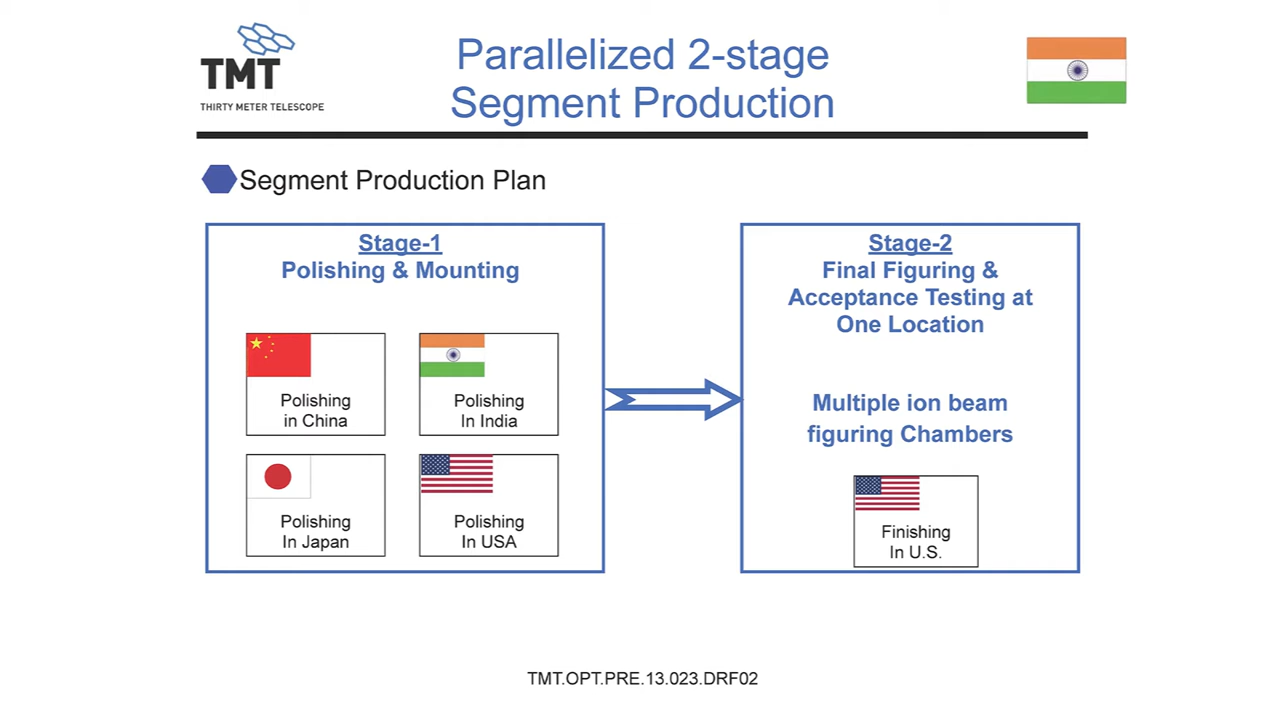 TMT
THIRTY METER TELESCOPE
Parallelized 2-stage
Segment Production
Segment Production Plan
Stage-1
Polishing & Mounting
Polishing
in China
Polishing
In India
Polishing
In Japan
Polishing
In USA
Stage-2
Final Figuring &
Acceptance Testing at
One Location
Multiple ion beam
figuring Chambers
Finishing
In U.S.
TMT.OPT.PRE.13.023.DRF02